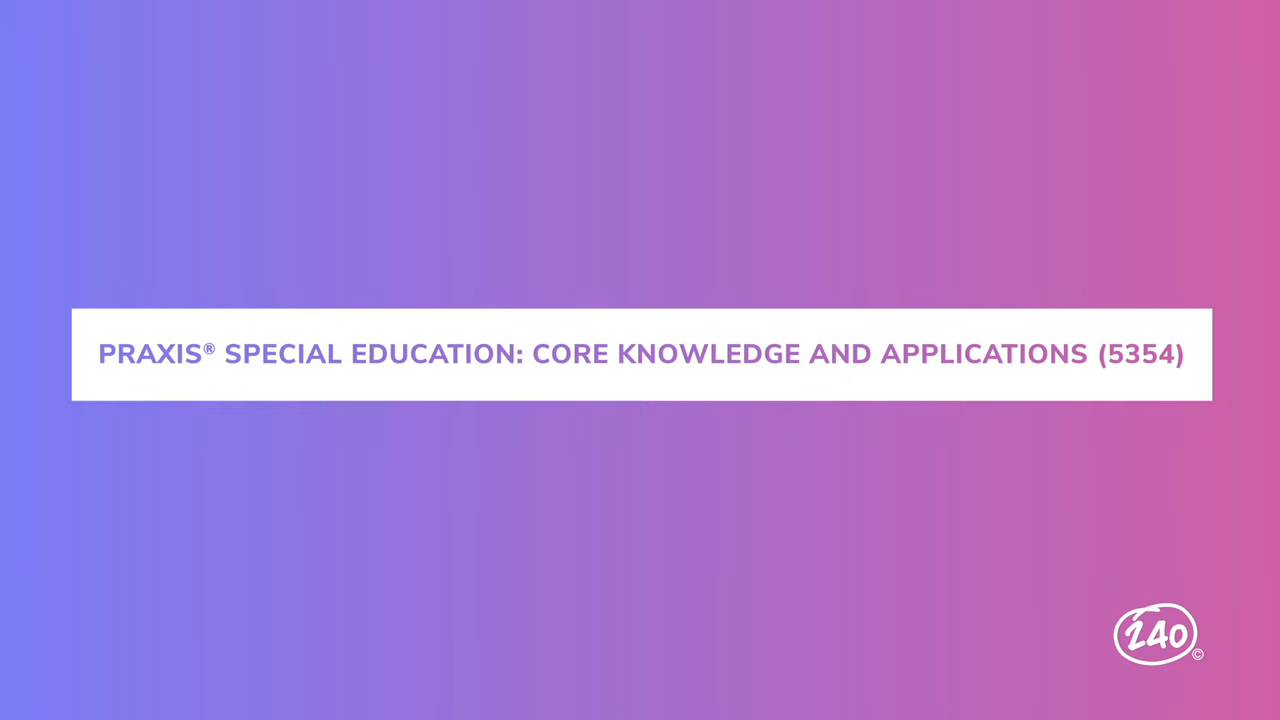 PRAXIS® SPECIAL EDUCATION: CORE KNOWLEDGE AND APPLICATIONS (5354)
240
©